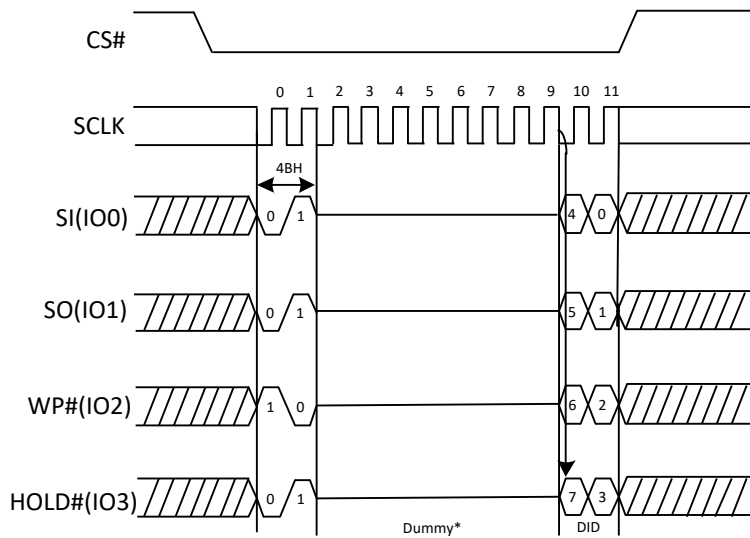 CS#
0 1 2 3 4 5 6 7 8 9 10 11
SCLK
4BH
SI(IO0) 0 1 4 0
SO(IO1) 0 1 5 1
WP#(IO2) 1 0 6 2
HOLD#(IO3) 0 1 7 3
Dummy* DID